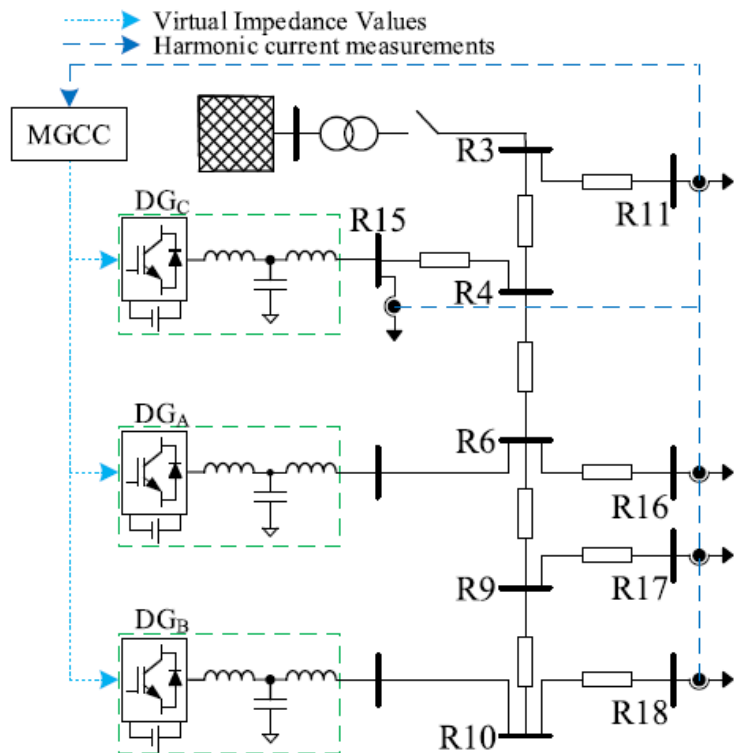 Virtual Impedance Values
Harmonic current measurements
MGCC
R3
R11
DGC
R15
R4
DGA
R6
R16
R17
R9
DGB
R18
R10